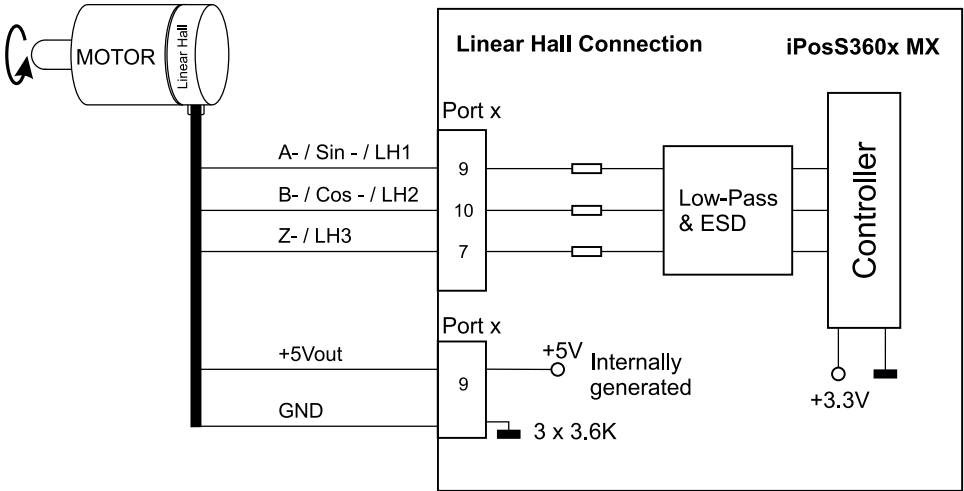 Linear Hall Connection
iPosS360x MX
MOTOR
Linear Hall
Port x
A- / Sin - / LH1
9
B- / Cos - / LH2
10
Z- / LH3
7
Low-Pass
& ESD
Controller
Port x
+5Vout
9
+5V
Internally
generated
GND
3 x 3.6K
+3.3V